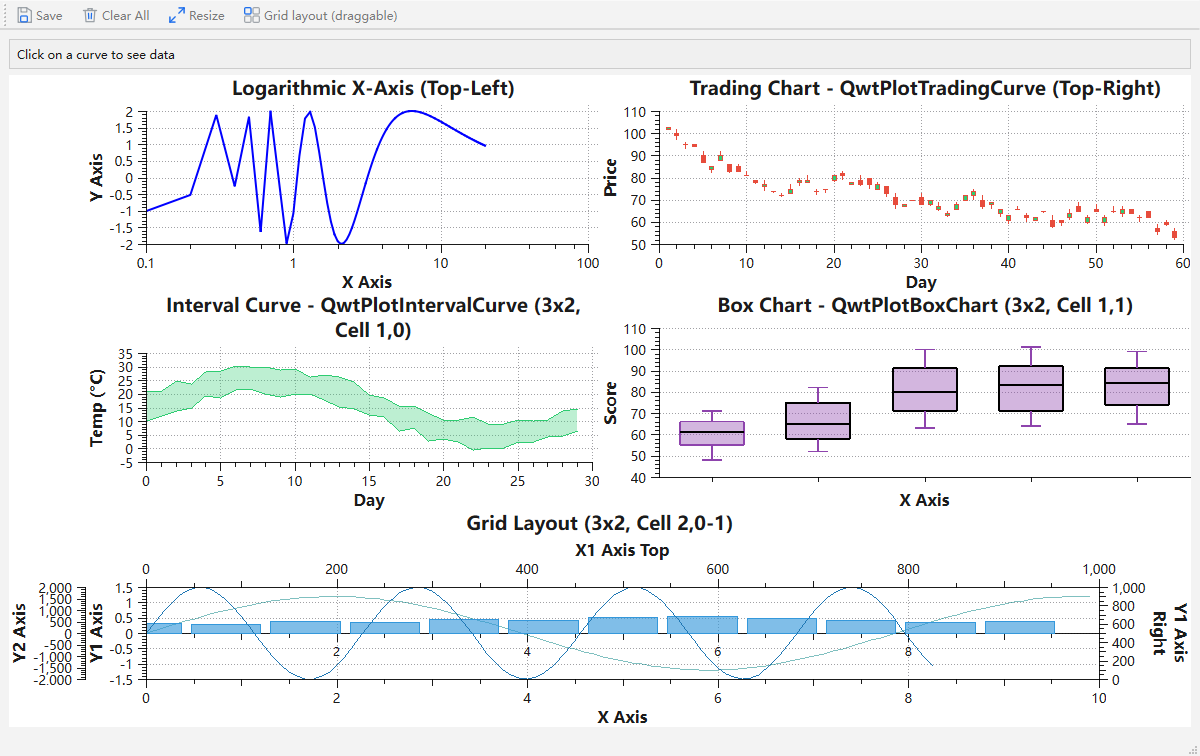 Save Clear All Resize Grid layout (draggable)
Click on a curve to see data
Logarithmic X-Axis (Top-Left)
Y Axis
2
1.5
1
0.5
0
-0.5
-1
-1.5
-2
0.1 1 10 100
X Axis
Trading Chart - QwtPlotTradingCurve (Top-Right)
Price
110
100
90
80
70
60
50
0 10 20 30 40 50 60
Day
Interval Curve - QwtPlotIntervalCurve (3x2,
Cell 1,0)
Temp (°C)
35
30
25
20
15
10
5
0
-5
0 5 10 15 20 25 30
Day
Box Chart - QwtPlotBoxChart (3x2, Cell 1,1)
Score
110
100
90
80
70
60
50
40
X Axis
Grid Layout (3x2, Cell 2,0-1)
X1 Axis Top
0 200 400 600 800 1,000
Y2 Axis
2,000
1,500
1,000
500
0
-500
-1,000
-1,500
-2,000
Y1 Axis
1.5
1
0.5
0
-0.5
-1
-1.5
2 4 6 8
1,000
800
600
400
200
0
Y1 Axis
Right
0 2 4 6 8 10
X Axis